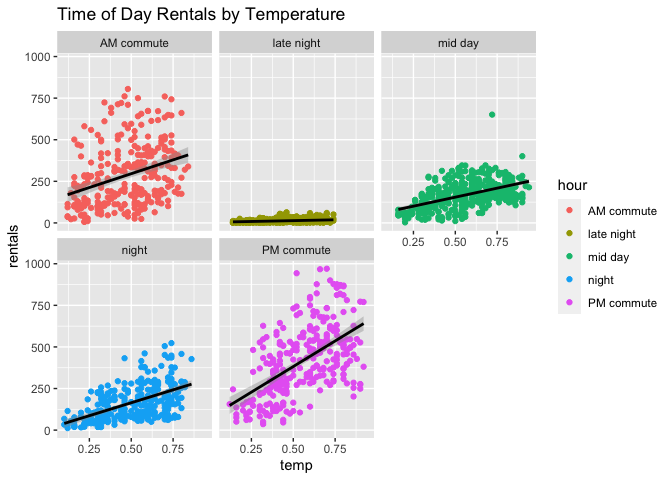 Time of Day Rentals by Temperature
AM commute
late night
mid day
1000
750
500
250
0
0.25 0.50 0.75
night
PM commute
1000
750
500
250
0
0.25 0.50 0.75
0.25 0.50 0.75
rentals
temp
hour
AM commute
late night
mid day
night
PM commute